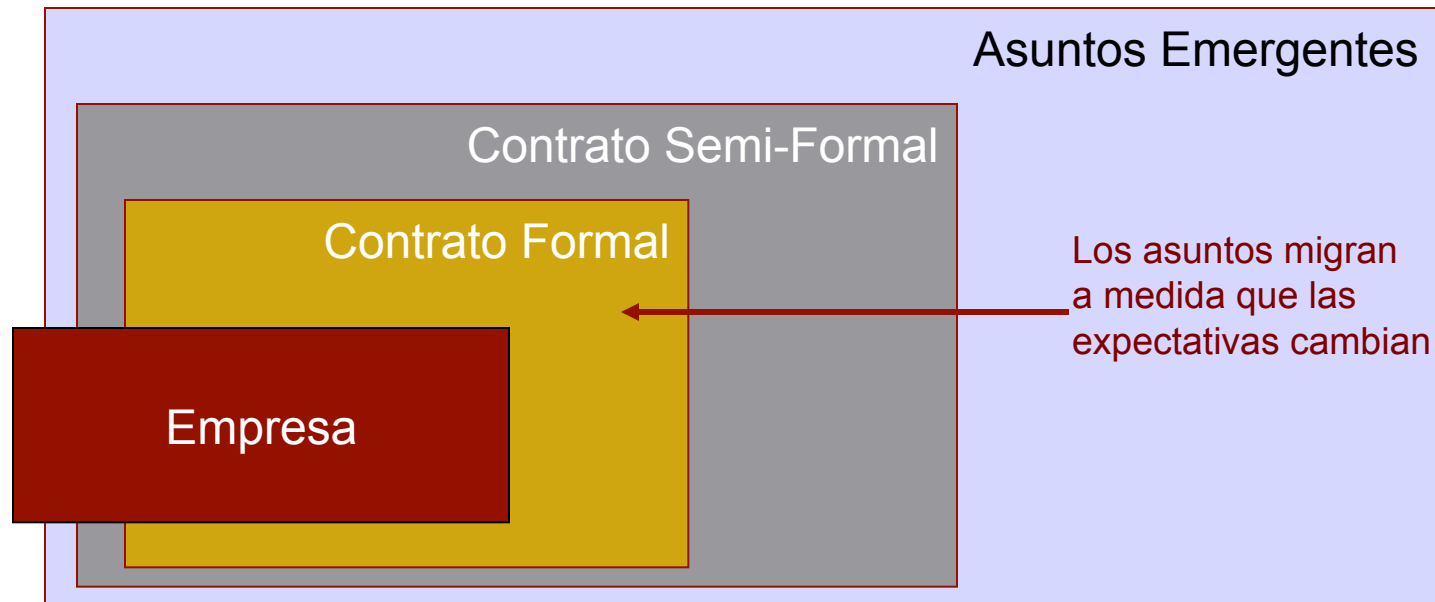 Asuntos Emergentes
Contrato Semi-Formal
Contrato Formal
Los asuntos migran
a medida que las
expectativas cambian
Empresa